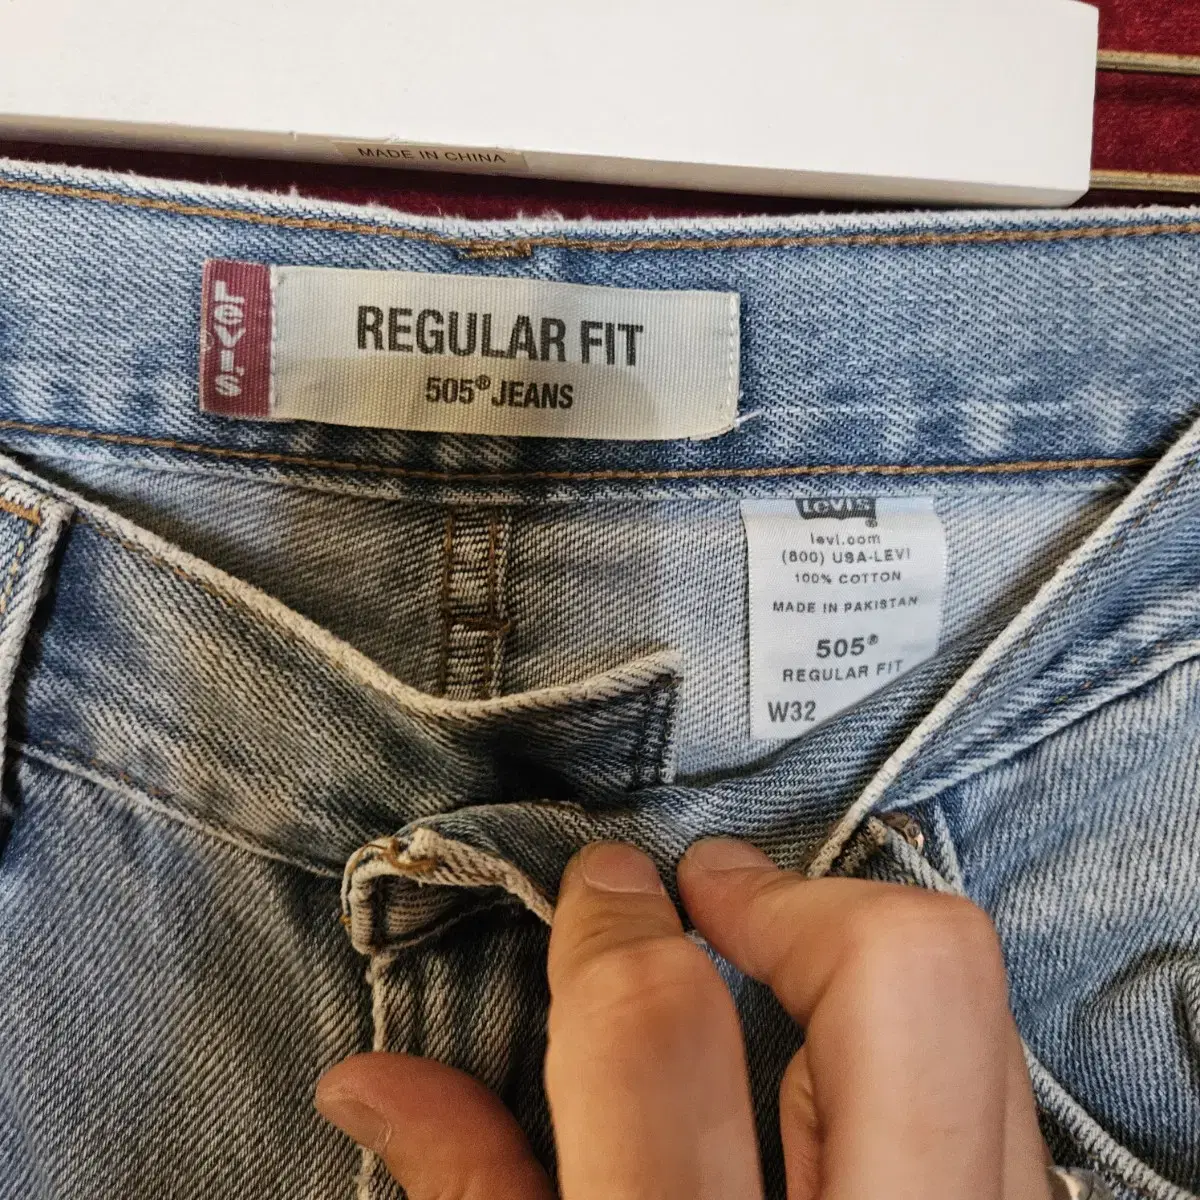 MADE IN CHINA
Levi's
REGULAR FIT
505® JEANS
Levi's
®
levi.com
(800) USA-LEVI
100% COTTON
MADE IN PAKISTAN
505®
REGULAR FIT
W32